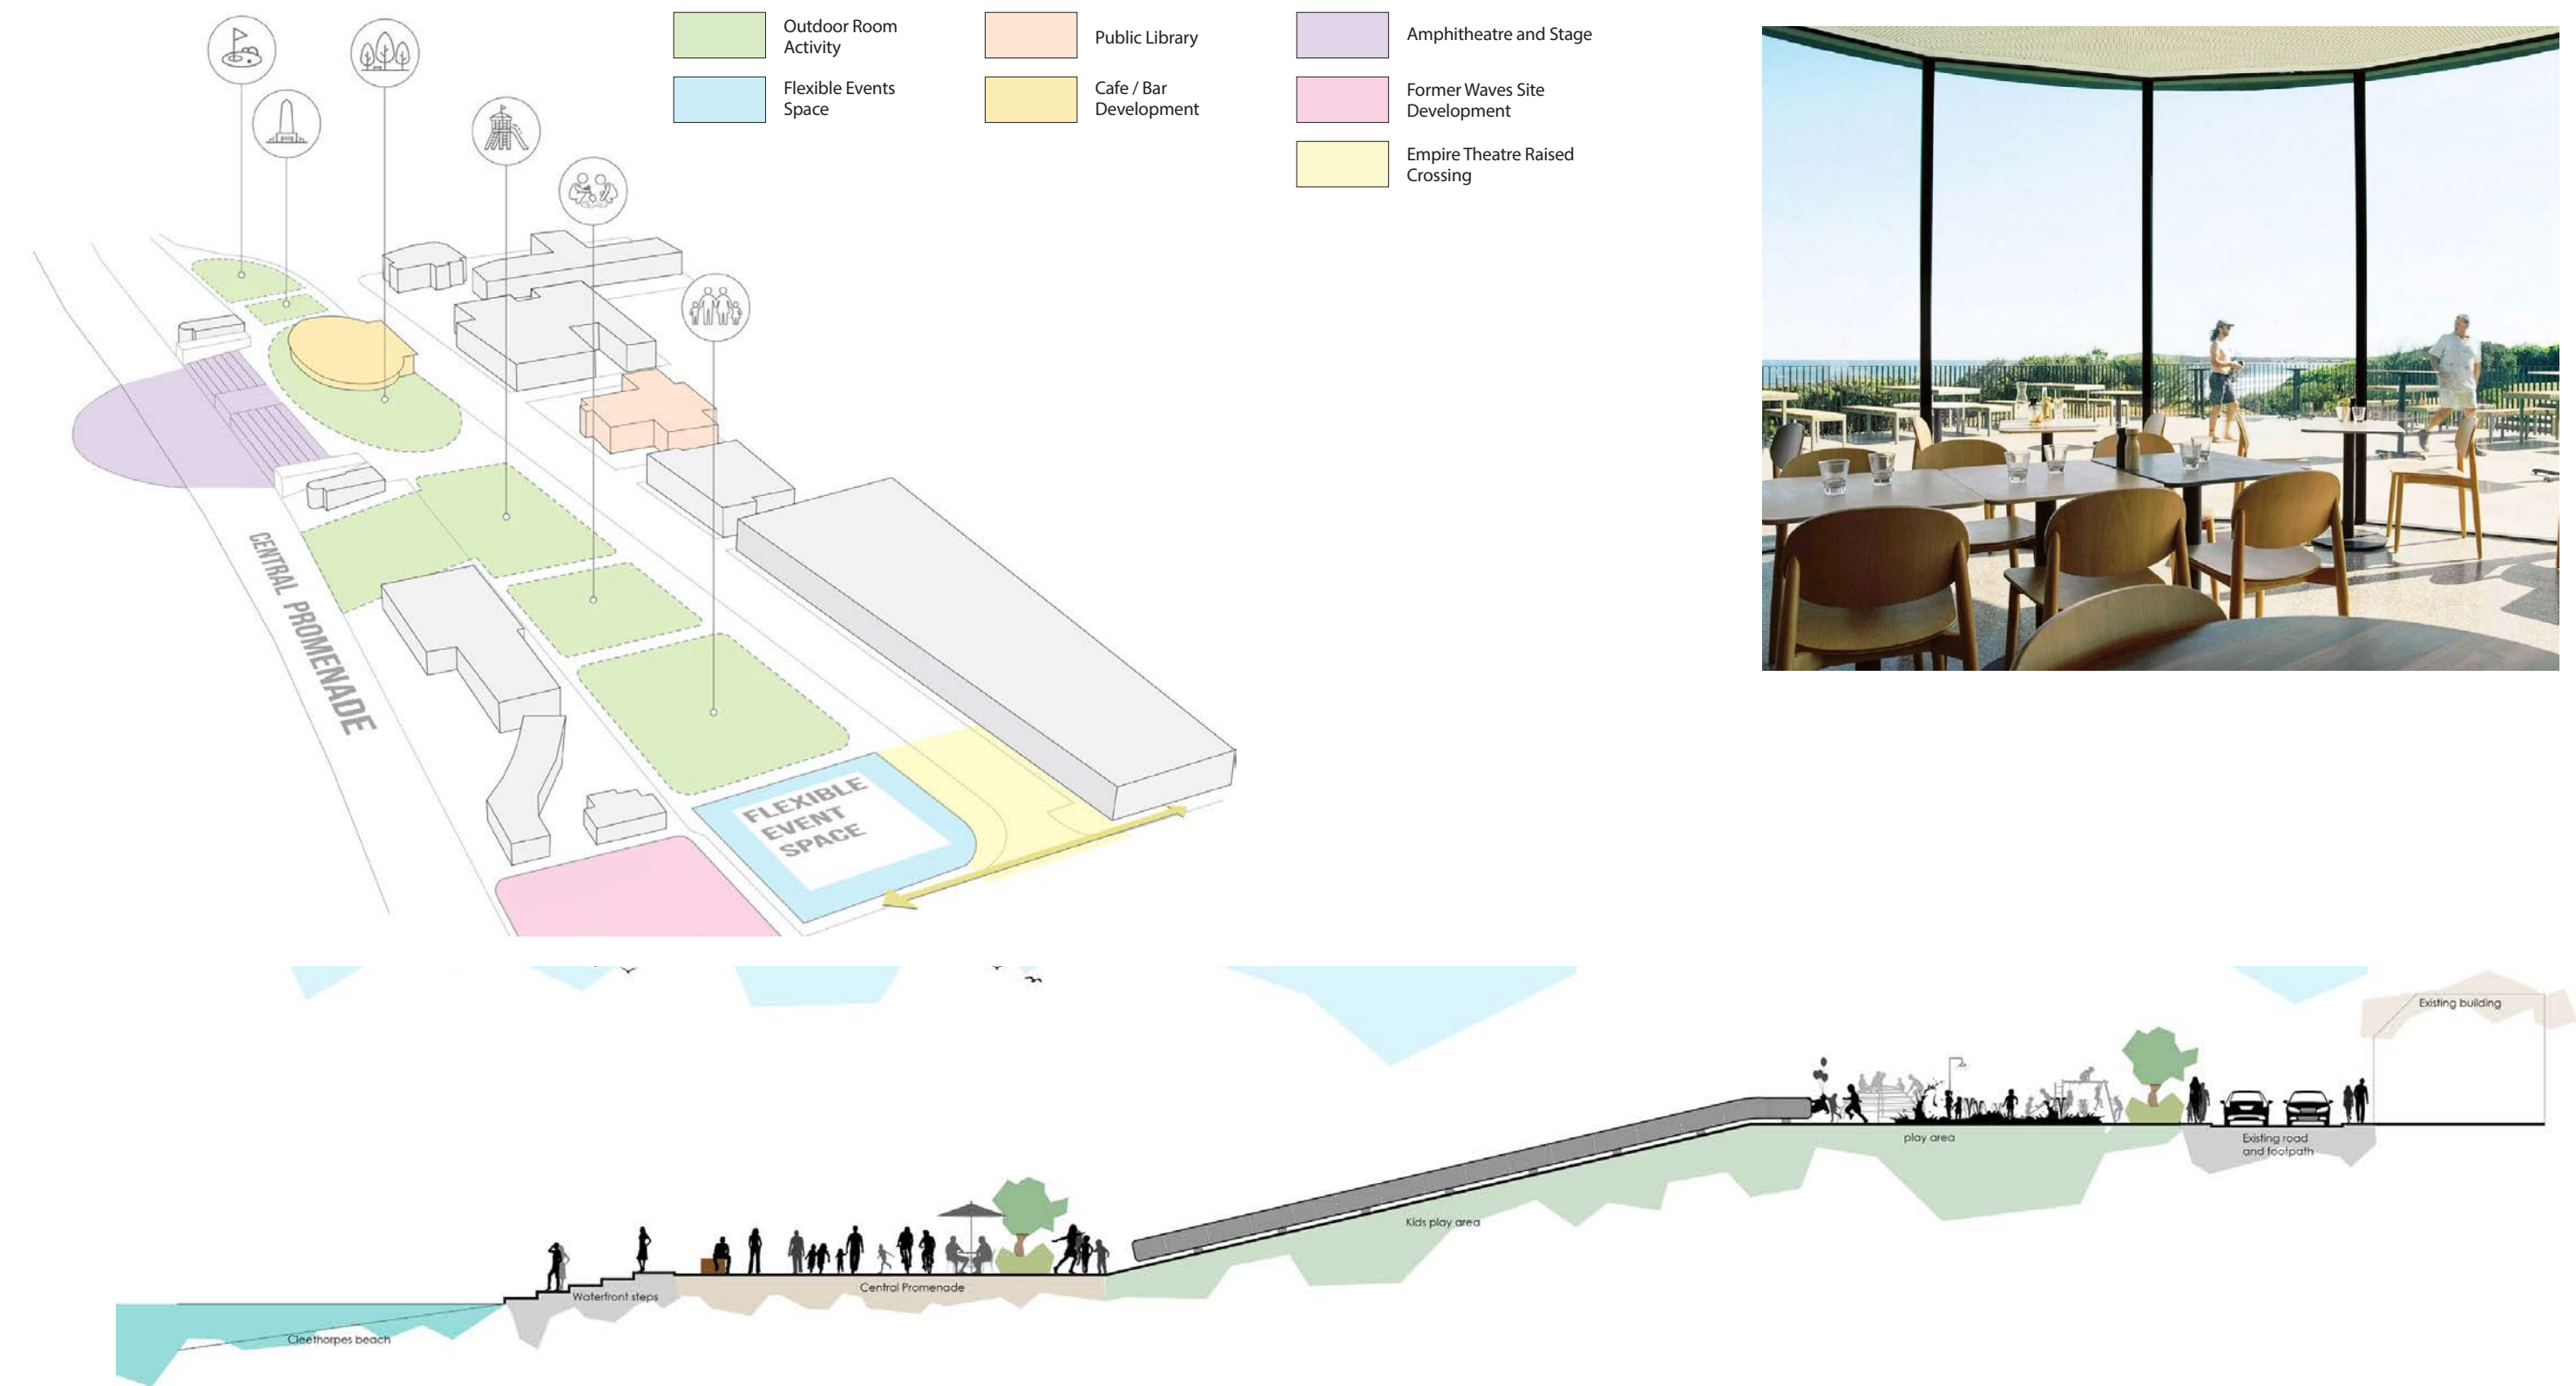 Outdoor Room
Activity
Flexible Events
Space
Public Library
Cafe / Bar
Development
Amphitheatre and Stage
Former Waves Site
Development
Empire Theatre Raised
Crossing
CENTRAL PROMENADE
FLEXIBLE
EVENT
SPACE
Existing building
play area
Existing road
and footpath
Kids play area
Central Promenade
Waterfront steps
Cleethorpes beach